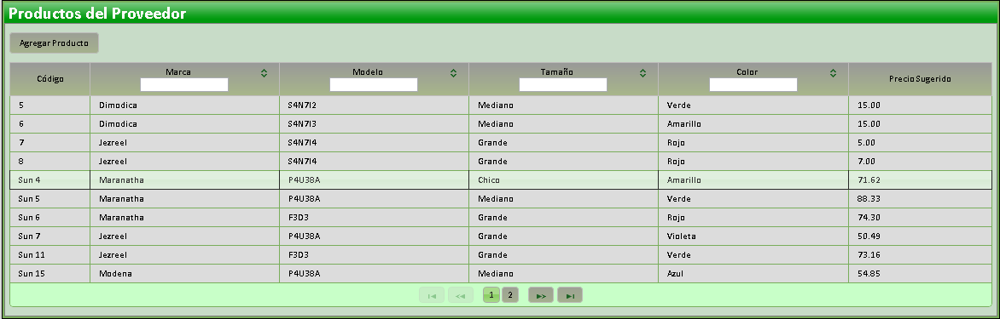 Productos del Proveedor
Agregar Producto
Código Marca Modelo Tamaño Color Precio Sugerido
5 Dimodica S4N7I2 Mediano Verde 15.00
6 Dimodica S4N7I3 Mediano Amarillo 15.00
7 Jezreel S4N7I4 Grande Rojo 5.00
8 Jezreel S4N7I4 Grande Rojo 7.00
Sun 4 Maranatha P4U38A Chico Amarillo 71.62
Sun 5 Maranatha P4U38A Mediano Verde 88.33
Sun 6 Maranatha F3D3 Grande Rojo 74.30
Sun 7 Jezreel P4U38A Grande Violeta 50.49
Sun 11 Jezreel F3D3 Grande Verde 73.16
Sun 15 Modena P4U38A Mediano Azul 54.85
1 2